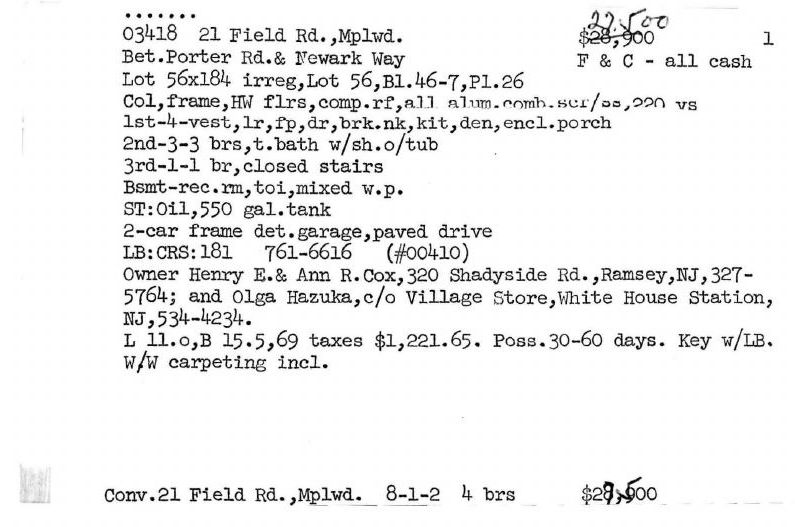 27,500
03418 21 Field Rd.,Mplwd. $28,900 1
Bet.Porter Rd.& Newark Way F & C - all cash
Lot 56x184 irreg,Lot 56,Bl.46-7,Pl.26
Col,frame,HW flrs,comp.rf,all alum.comb.scr/ss,220 vs
1st-4-vest,lr,fp,dr,brk.nk,kit,den,encl.porch
2nd-3-3 brs,t.bath w/sh.o/tub
3rd-1-1 br,closed stairs
Bsmt-rec.rm,toi,mixed w.p.
ST:Oil,550 gal.tank
2-car frame det.garage,paved drive
LB:CRS:181 761-6616 (#00410)
Owner Henry E.& Ann R.Cox,320 Shadyside Rd.,Ramsey,NJ,327-
5764; and Olga Hazuka,c/o Village Store,White House Station,
NJ,534-4234.
L 11.0,B 15.5,69 taxes $1,221.65. Poss.30-60 days. Key w/LB.
W/W carpeting incl.
Conv.21 Field Rd.,Mplwd. 8-1-2 4 brs